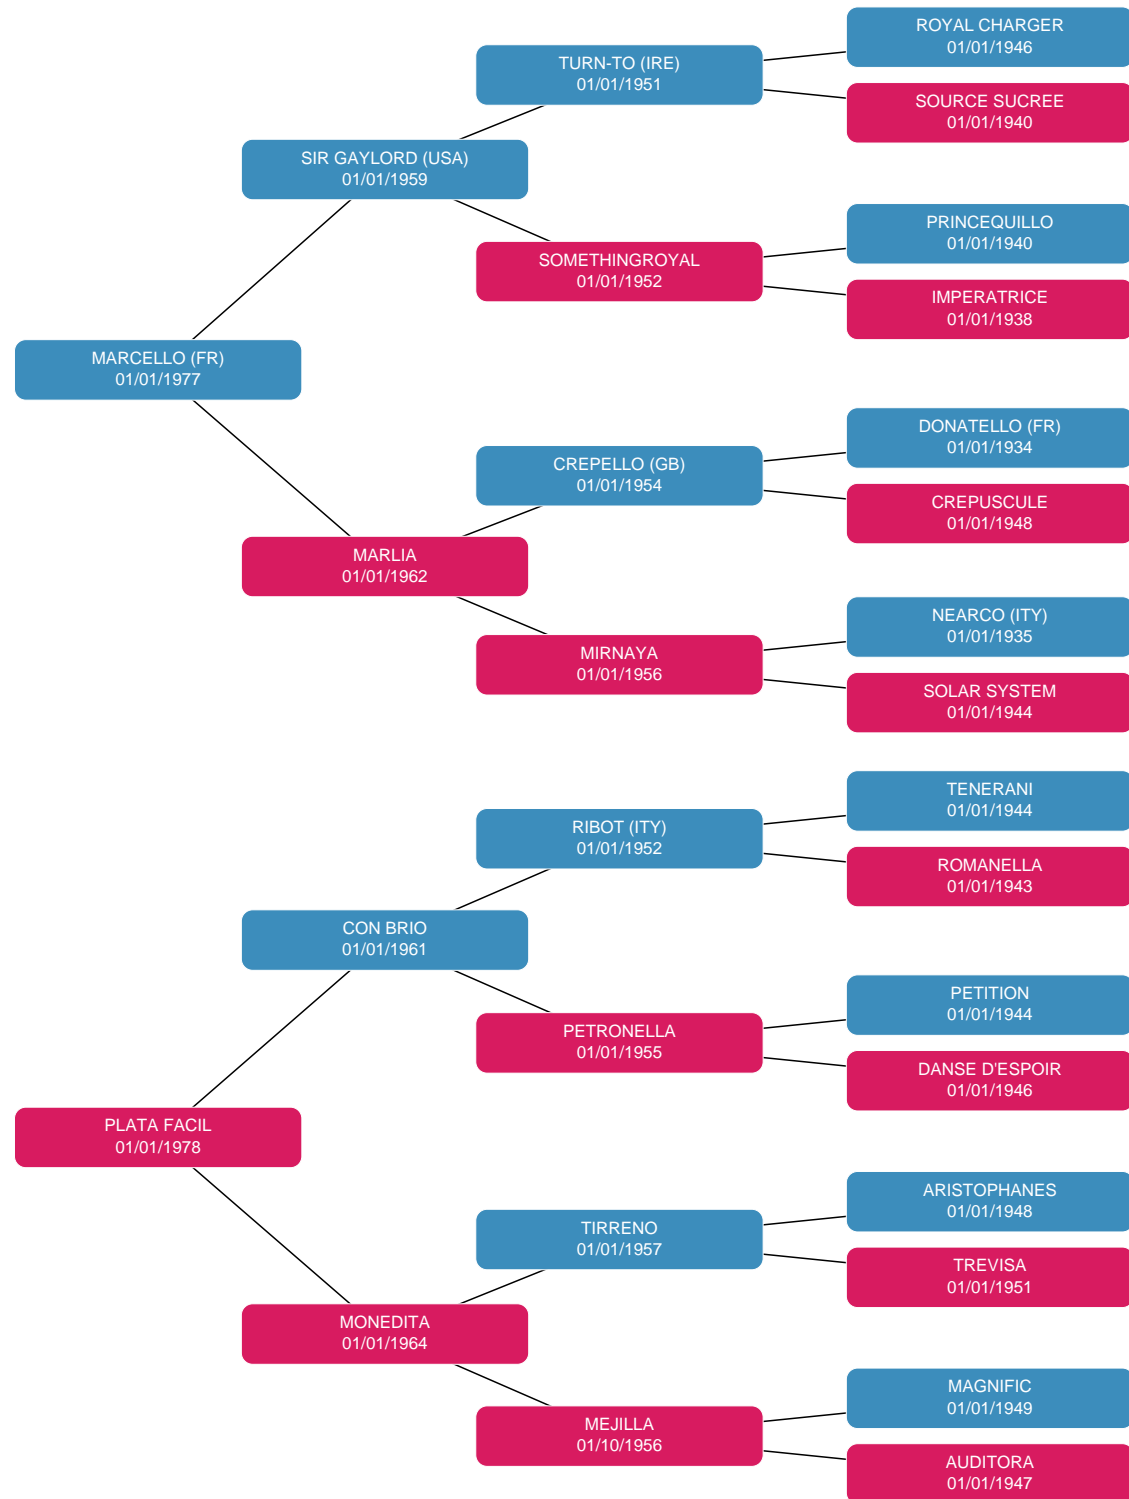 ROYAL CHARGER
01/01/1946
TURN-TO (IRE)
01/01/1951
SOURCE SUCREE
01/01/1940
SIR GAYLORD (USA)
01/01/1959
PRINCEQUILLO
01/01/1940
SOMETHINGROYAL
01/01/1952
IMPERATRICE
01/01/1938
MARCELLO (FR)
01/01/1977
DONATELLO (FR)
01/01/1934
CREPELLO (GB)
01/01/1954
CREPUSCULE
01/01/1948
MARLIA
01/01/1962
NEARCO (ITY)
01/01/1935
MIRNAYA
01/01/1956
SOLAR SYSTEM
01/01/1944
TENERANI
01/01/1944
RIBOT (ITY)
01/01/1952
ROMANELLA
01/01/1943
CON BRIO
01/01/1961
PETITION
01/01/1944
PETRONELLA
01/01/1955
DANSE D'ESPOIR
01/01/1946
PLATA FACIL
01/01/1978
ARISTOPHANES
01/01/1948
TIRRENO
01/01/1957
TREVISA
01/01/1951
MONEDITA
01/01/1964
MAGNIFIC
01/01/1949
MEJILLA
01/10/1956
AUDITORA
01/01/1947